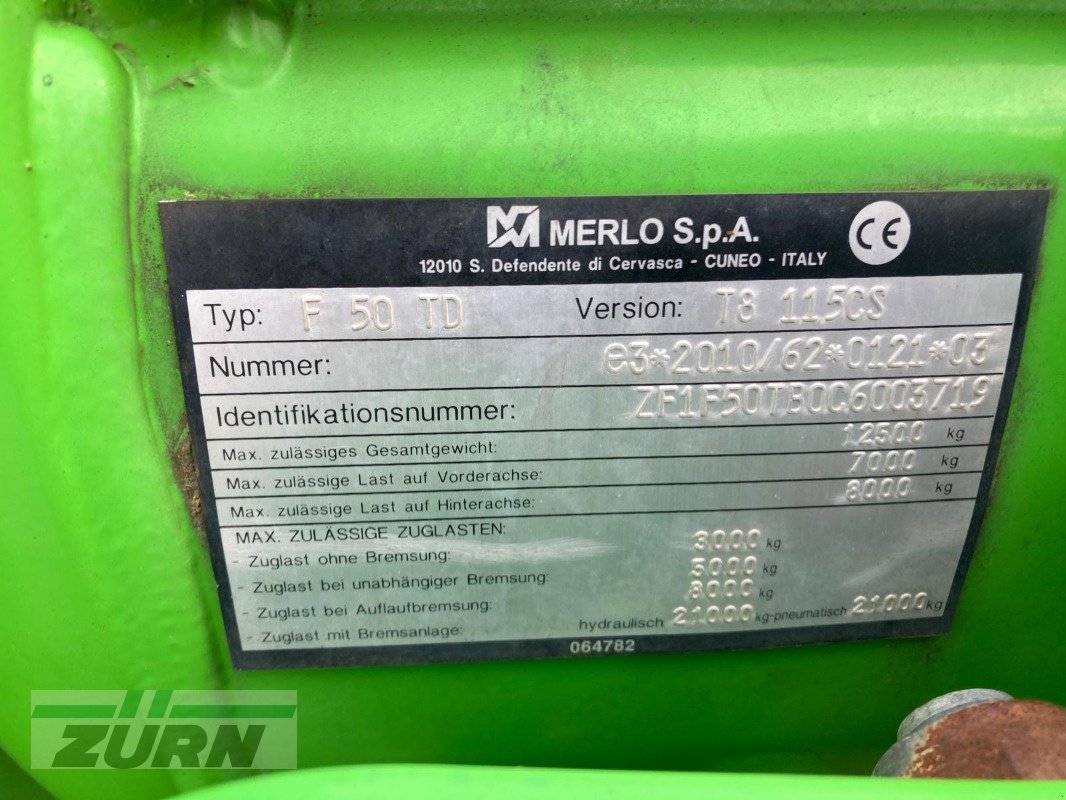 MERLO S.p.A.
CE
12010 S. Defendente di Cervasca - CUNEO - ITALY
Typ: F 50 TD Version: T8 115CS
Nummer: e3*2010/62*0121*03
Identifikationsnummer: ZF1F50TB0C6003719
Max. zulässiges Gesamtgewicht: 12500 kg
Max. zulässige Last auf Vorderachse: 7000 kg
Max. zulässige Last auf Hinterachse: 8000 kg
MAX. ZULÄSSIGE ZUGLASTEN:
- Zuglast ohne Bremsung: 3000 kg
- Zuglast bei unabhängiger Bremsung: 3000 kg
- Zuglast bei Auflaufbremsung: 8000 kg
- Zuglast mit Bremsanlage: hydraulisch 21000 kg-pneumatisch 21000 kg
064782
ZÜRN